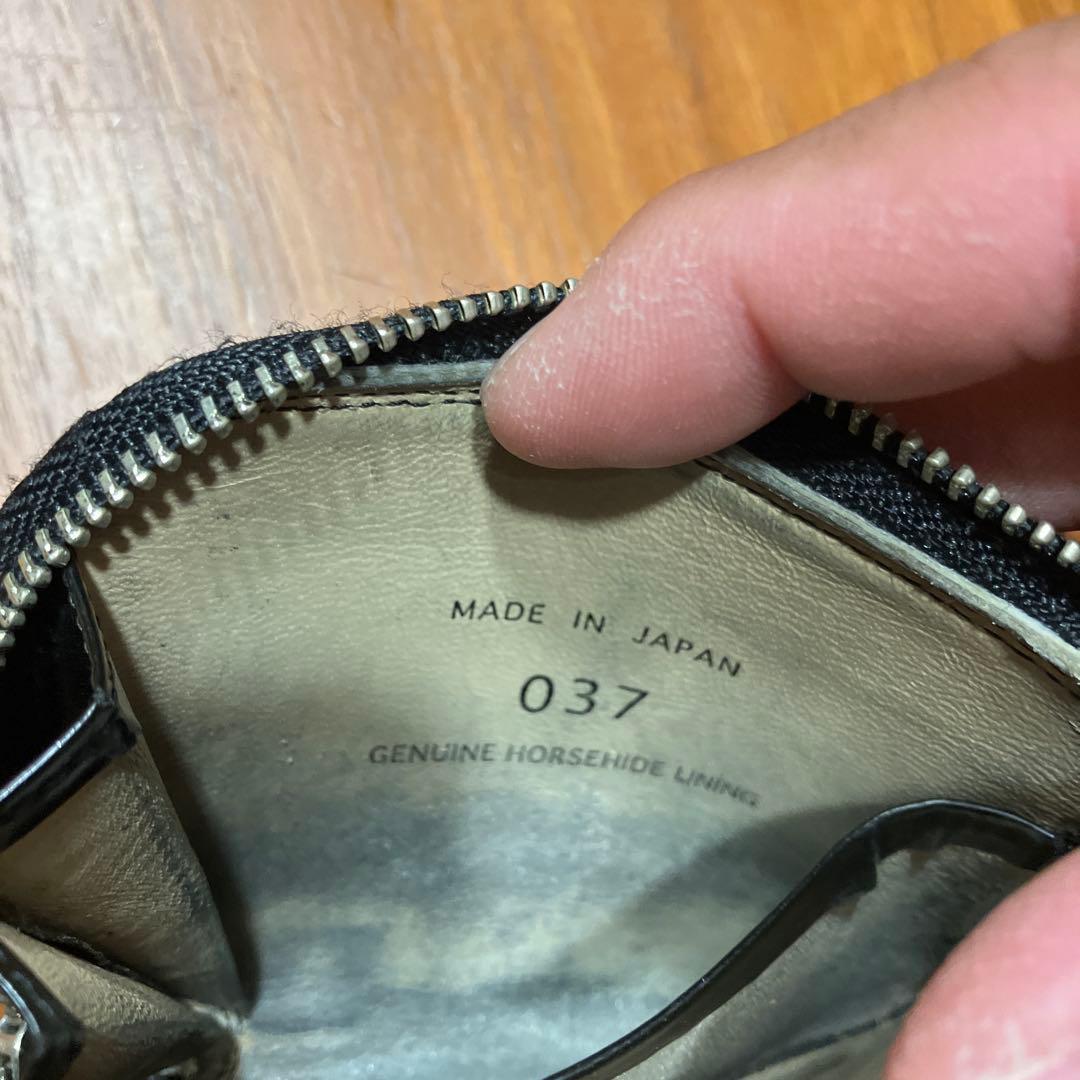 MADE IN JAPAN
037
GENUINE HORSEHIDE LINING